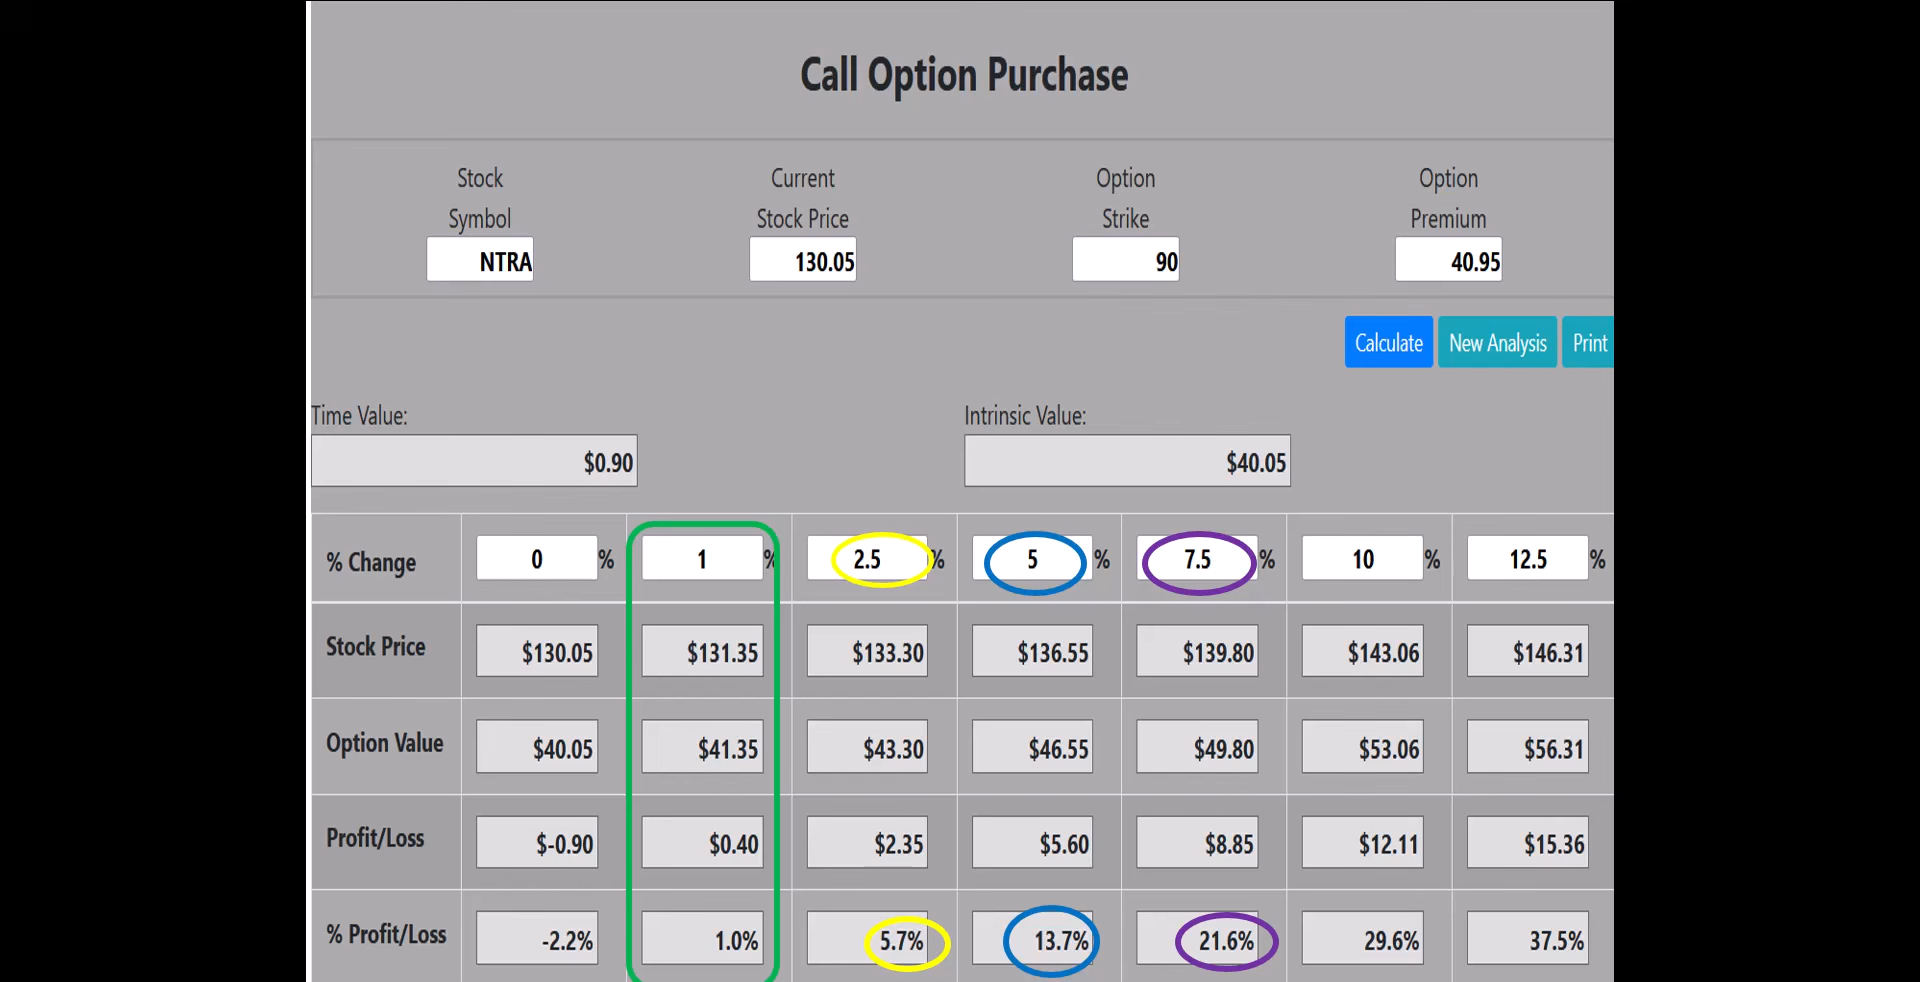 Call Option Purchase
Stock Current Option Option
Symbol Stock Price Strike Premium
NTRA 130.05 90 40.95
Calculate New Analysis Print
Time Value: Intrinsic Value:
$0.90 $40.05
% Change 0 % 1 % 2.5 % 5 % 7.5 % 10 % 12.5 %
Stock Price $130.05 $131.35 $133.30 $136.55 $139.80 $143.06 $146.31
Option Value $40.05 $41.35 $43.30 $46.55 $49.80 $53.06 $56.31
Profit/Loss $-0.90 $0.40 $2.35 $5.60 $8.85 $12.11 $15.36
% Profit/Loss -2.2% 1.0% 5.7% 13.7% 21.6% 29.6% 37.5%